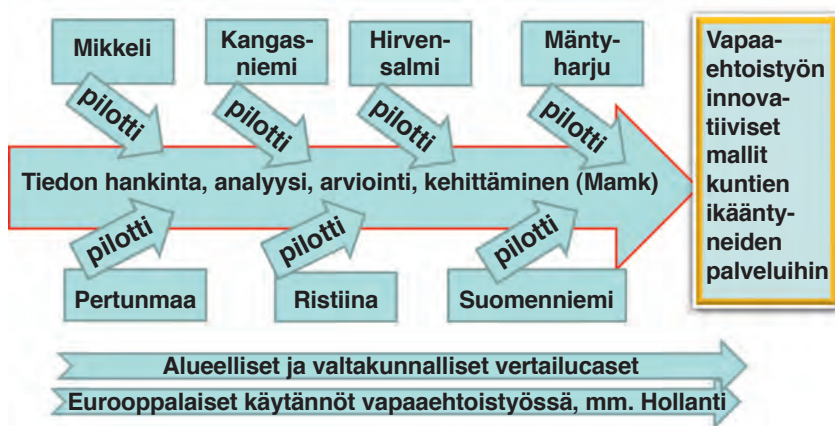 Mikkeli
Kangas-
niemi
Hirven-
salmi
Mänty-
harju
pilotti
pilotti
pilotti
pilotti
Tiedon hankinta, analyysi, arviointi, kehittäminen (Mamk)
pilotti
pilotti
pilotti
Pertunmaa
Ristiina
Suomenniemi
Vapaa-
ehtoistyön
innova-
tiiviset
mallit
kuntien
ikäänty-
neiden
palveluihin
Alueelliset ja valtakunnalliset vertailucaset
Eurooppalaiset käytännöt vapaaehtoistyössä, mm. Hollanti